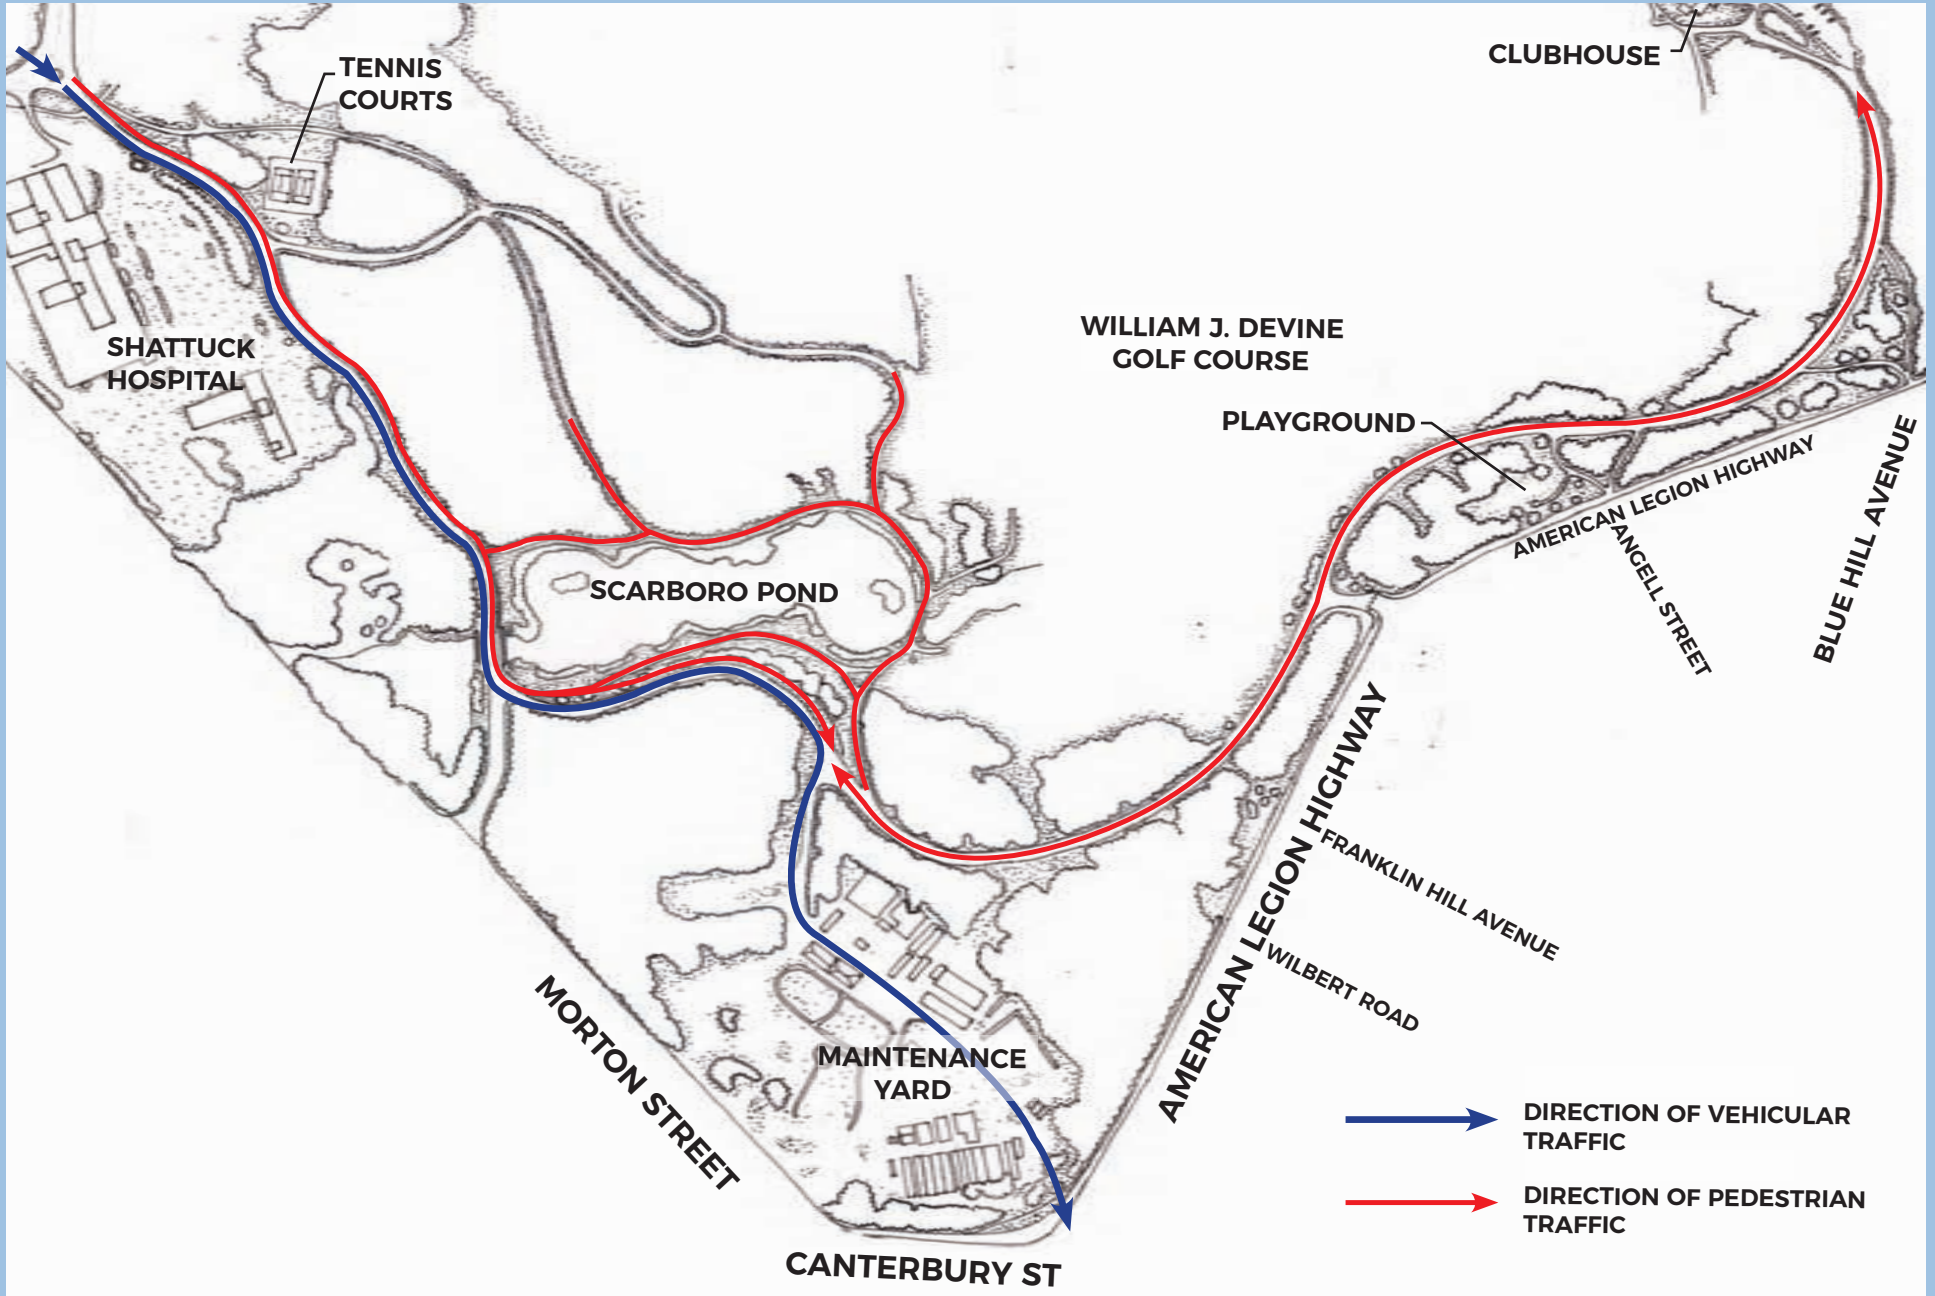 CLUBHOUSE
TENNIS
COURTS
SHATTUCK
HOSPITAL
WILLIAM J. DEVINE
GOLF COURSE
PLAYGROUND
AMERICAN LEGION HIGHWAY
BLUE HILL AVENUE
ANGELL STREET
SCARBORO POND
AMERICAN LEGION HIGHWAY
FRANKLIN HILL AVENUE
WILBERT ROAD
MORTON STREET
MAINTENANCE
YARD
CANTERBURY ST
DIRECTION OF VEHICULAR
TRAFFIC
DIRECTION OF PEDESTRIAN
TRAFFIC